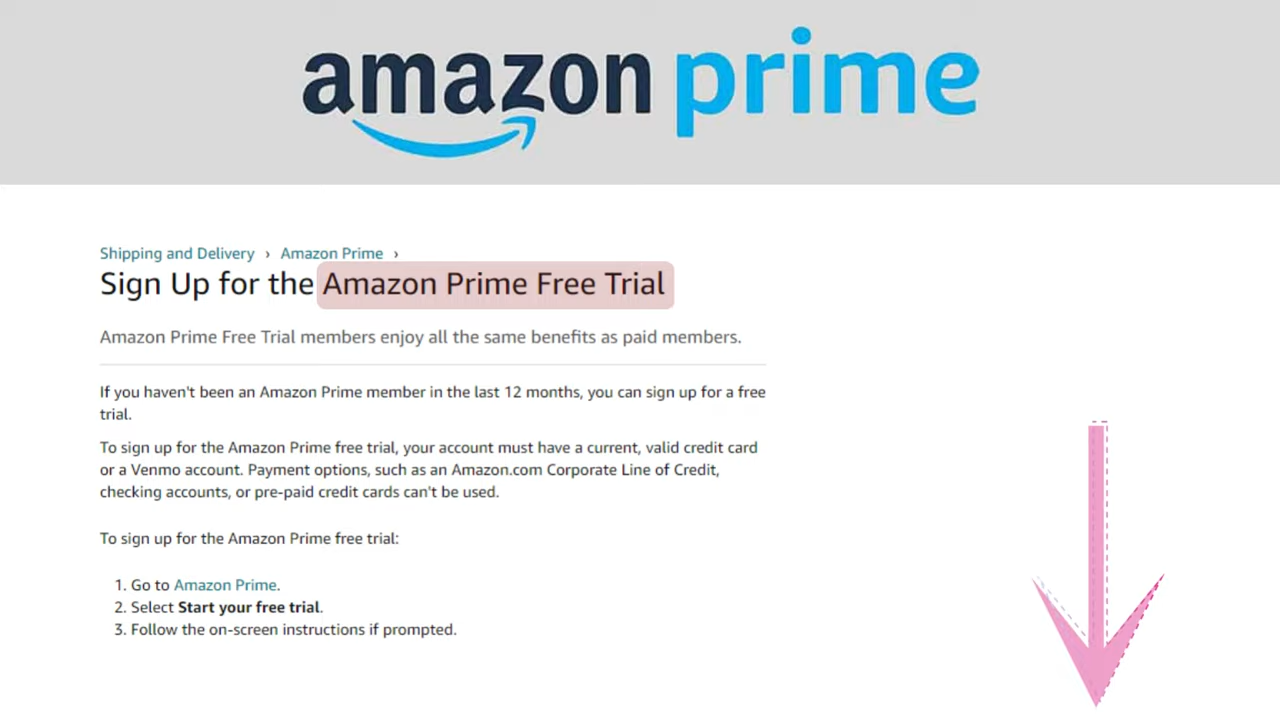 amazon prime
Shipping and Delivery › Amazon Prime ›
Sign Up for the Amazon Prime Free Trial
Amazon Prime Free Trial members enjoy all the same benefits as paid members.
If you haven't been an Amazon Prime member in the last 12 months, you can sign up for a free
trial.
To sign up for the Amazon Prime free trial, your account must have a current, valid credit card
or a Venmo account. Payment options, such as an Amazon.com Corporate Line of Credit,
checking accounts, or pre-paid credit cards can't be used.
To sign up for the Amazon Prime free trial:
1. Go to Amazon Prime.
2. Select Start your free trial.
3. Follow the on-screen instructions if prompted.